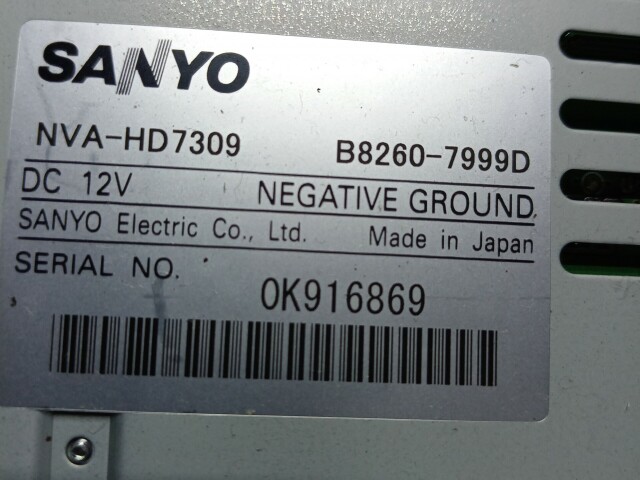 SANYO
NVA-HD7309 B8260-7999D
DC 12V NEGATIVE GROUND
SANYO Electric Co., Ltd. Made in Japan
SERIAL NO. 0K916869